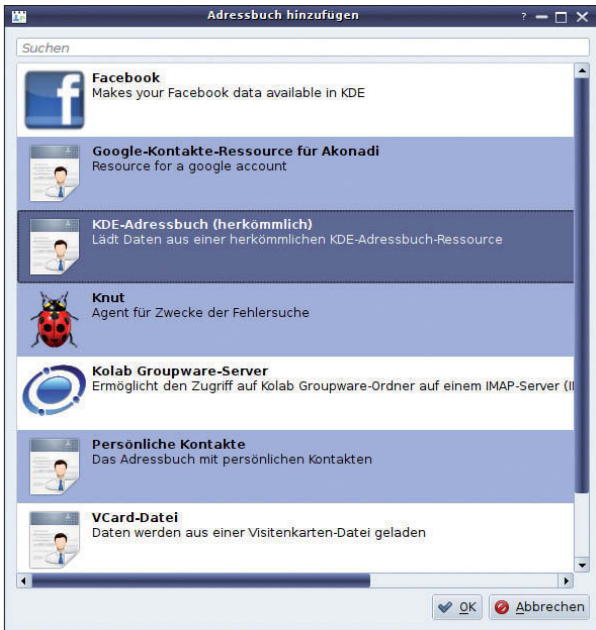 Adressbuch hinzufügen
Suchen
Facebook
Makes your Facebook data available in KDE
Google-Kontakte-Ressource für Akonadi
Resource for a google account
KDE-Adressbuch (herkömmlich)
Lädt Daten aus einer herkömmlichen KDE-Adressbuch-Ressource
Knut
Agent für Zwecke der Fehlersuche
Kolab Groupware-Server
Ermöglicht den Zugriff auf Kolab Groupware-Ordner auf einem IMAP-Server
Persönliche Kontakte
Das Adressbuch mit persönlichen Kontakten
VCard-Datei
Daten werden aus einer Visitenkarten-Datei geladen
OK Abbrechen